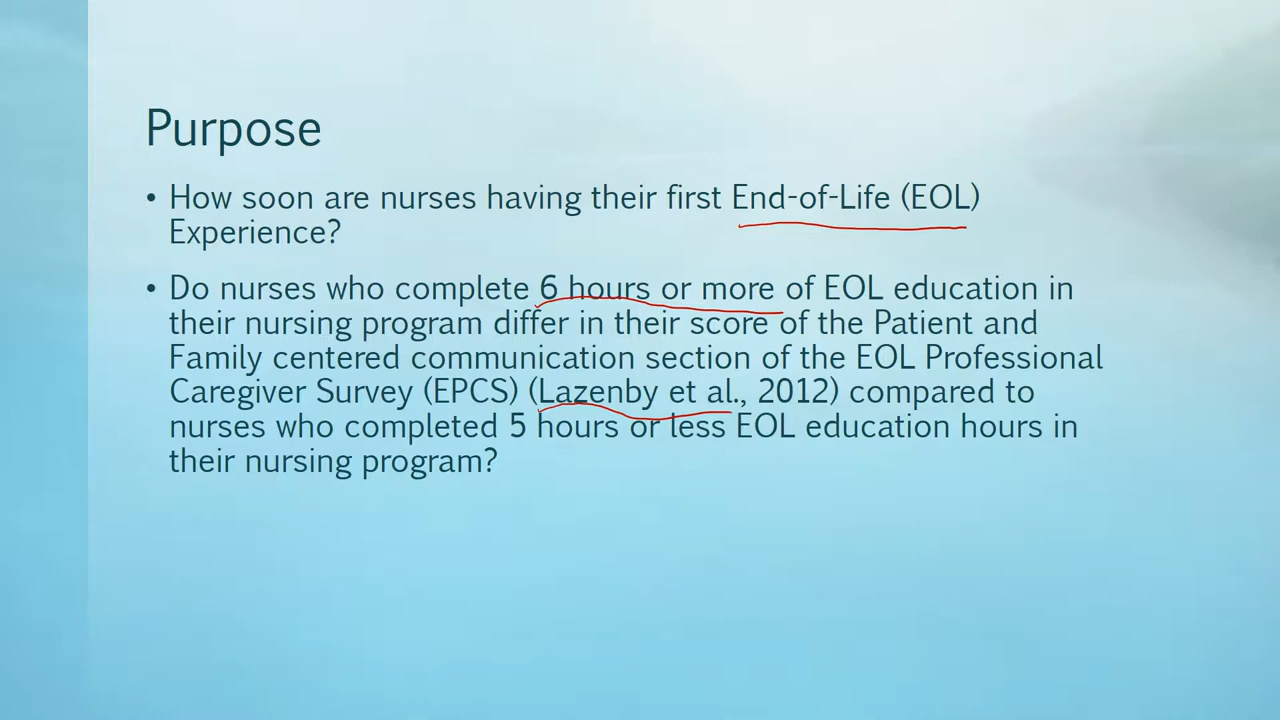 Purpose
• How soon are nurses having their first End-of-Life (EOL)
Experience?
• Do nurses who complete 6 hours or more of EOL education in
their nursing program differ in their score of the Patient and
Family centered communication section of the EOL Professional
Caregiver Survey (EPCS) (Lazenby et al., 2012) compared to
nurses who completed 5 hours or less EOL education hours in
their nursing program?